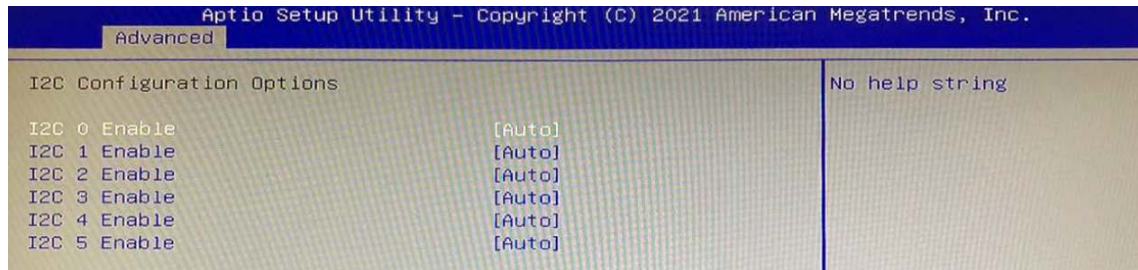 Aptio Setup Utility – Copyright (C) 2021 American Megatrends, Inc.
Advanced
I2C Configuration Options
No help string
I2C 0 Enable [Auto]
I2C 1 Enable [Auto]
I2C 2 Enable [Auto]
I2C 3 Enable [Auto]
I2C 4 Enable [Auto]
I2C 5 Enable [Auto]